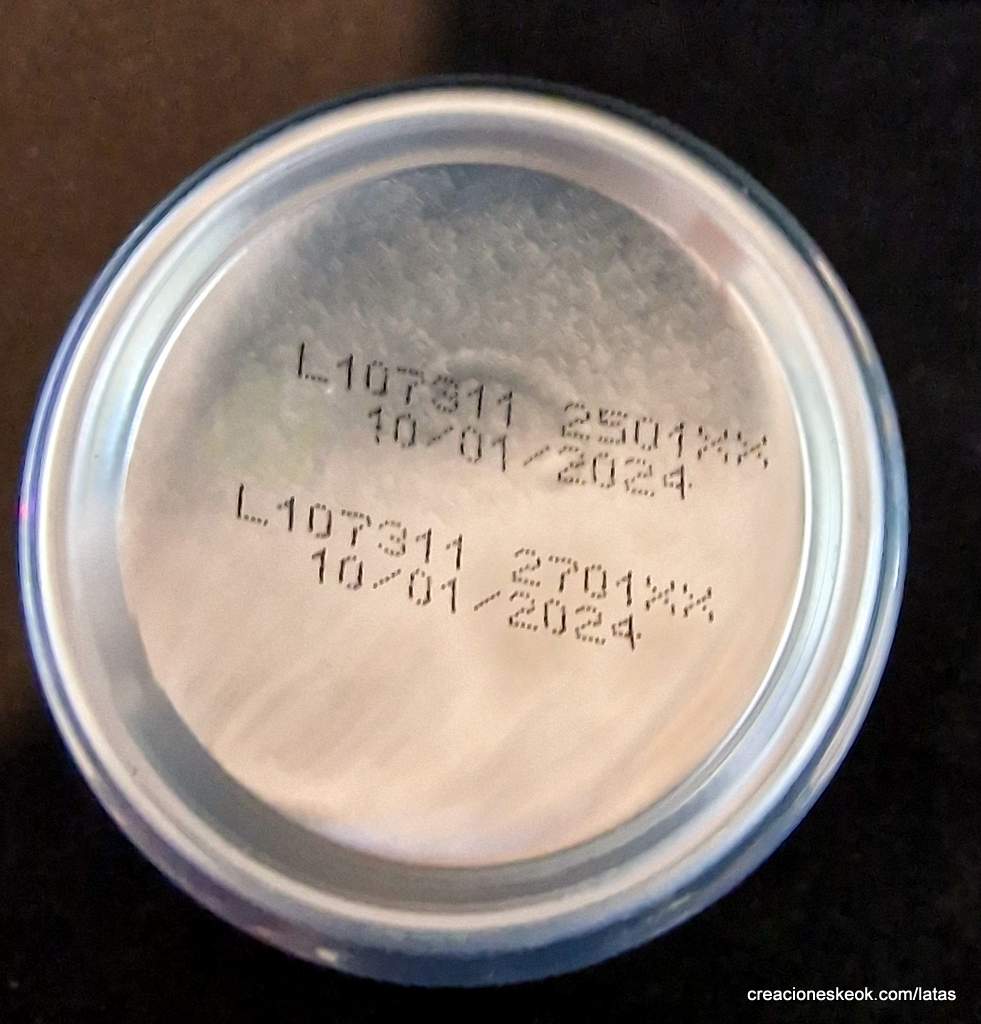 L107311 2501XX
10/01/2024
L107311 2701XX
10/01/2024
creacioneskeok.com/latas